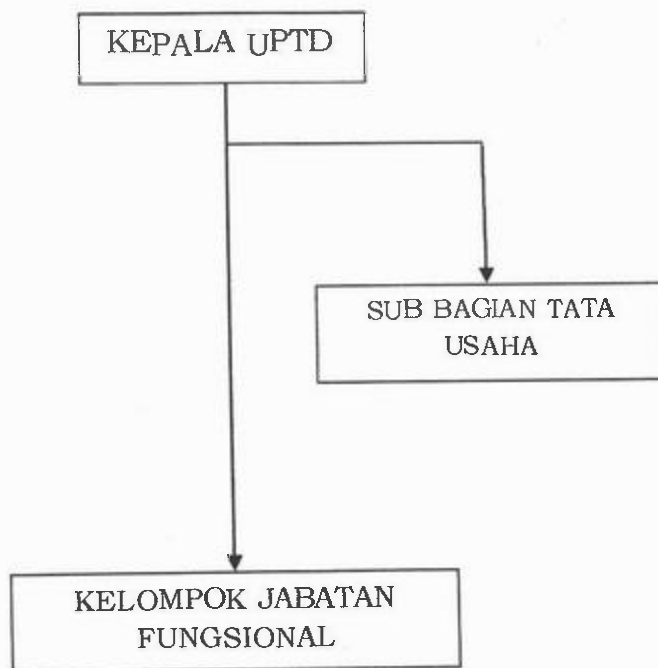 KEPALA UPTD
SUB BAGIAN TATA
USAHA
KELOMPOK JABATAN
FUNGSIONAL